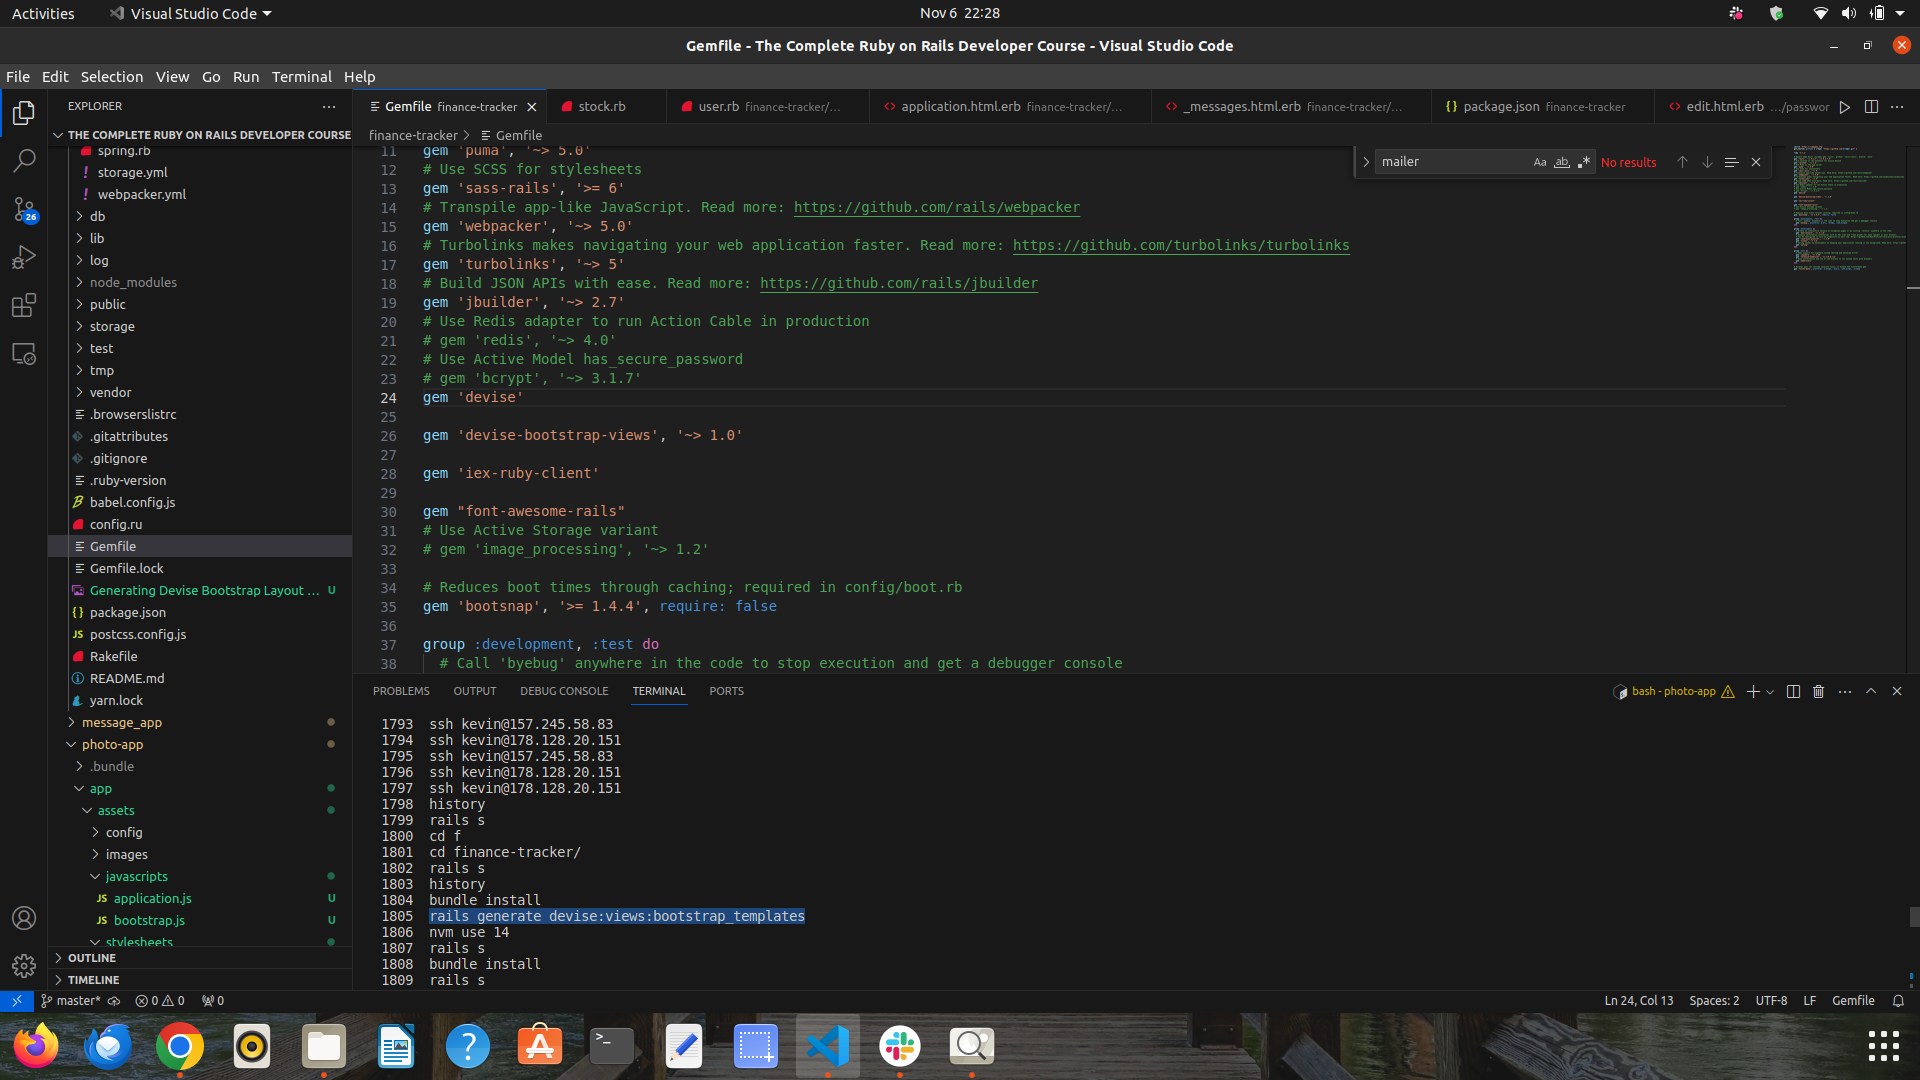 Activities
Visual Studio Code
Nov 6 22:28
Gemfile - The Complete Ruby on Rails Developer Course - Visual Studio Code
File Edit Selection View Go Run Terminal Help
EXPLORER
THE COMPLETE RUBY ON RAILS DEVELOPER COURSE
spring.rb
storage.yml
webpacker.yml
db
lib
log
node_modules
public
storage
test
tmp
vendor
.browserslistrc
.gitattributes
.gitignore
.ruby-version
babel.config.js
config.ru
Gemfile
Gemfile.lock
Generating Devise Bootstrap Layout ... U
package.json
postcss.config.js
Rakefile
README.md
yarn.lock
message_app
photo-app
.bundle
app
assets
config
images
javascripts
application.js U
bootstrap.js U
stylesheets
OUTLINE
TIMELINE
26
Gemfile finance-tracker
stock.rb
user.rb finance-tracker/...
application.html.erb finance-tracker/...
_messages.html.erb finance-tracker/...
package.json finance-tracker
edit.html.erb .../passwor
finance-tracker > Gemfile
mailer
Aa ab No results
11 gem 'puma', '~> 5.0'
12 # Use SCSS for stylesheets
13 gem 'sass-rails', '>= 6'
14 # Transpile app-like JavaScript. Read more: https://github.com/rails/webpacker
15 gem 'webpacker', '~> 5.0'
16 # Turbolinks makes navigating your web application faster. Read more: https://github.com/turbolinks/turbolinks
17 gem 'turbolinks', '~> 5'
18 # Build JSON APIs with ease. Read more: https://github.com/rails/jbuilder
19 gem 'jbuilder', '~> 2.7'
20 # Use Redis adapter to run Action Cable in production
21 # gem 'redis', '~> 4.0'
22 # Use Active Model has_secure_password
23 # gem 'bcrypt', '~> 3.1.7'
24 gem 'devise'
25
26 gem 'devise-bootstrap-views', '~> 1.0'
27
28 gem 'iex-ruby-client'
29
30 gem "font-awesome-rails"
31 # Use Active Storage variant
32 # gem 'image_processing', '~> 1.2'
33
34 # Reduces boot times through caching; required in config/boot.rb
35 gem 'bootsnap', '>= 1.4.4', require: false
36
37 group :development, :test do
38 # Call 'byebug' anywhere in the code to stop execution and get a debugger console
PROBLEMS OUTPUT DEBUG CONSOLE TERMINAL PORTS
bash - photo-app
1793 ssh kevin@157.245.58.83
1794 ssh kevin@178.128.20.151
1795 ssh kevin@157.245.58.83
1796 ssh kevin@178.128.20.151
1797 ssh kevin@178.128.20.151
1798 history
1799 rails s
1800 cd f
1801 cd finance-tracker/
1802 rails s
1803 history
1804 bundle install
1805 rails generate devise:views:bootstrap_templates
1806 nvm use 14
1807 rails s
1808 bundle install
1809 rails s
master* 0 0 0
Ln 24, Col 13 Spaces: 2 UTF-8 LF Gemfile